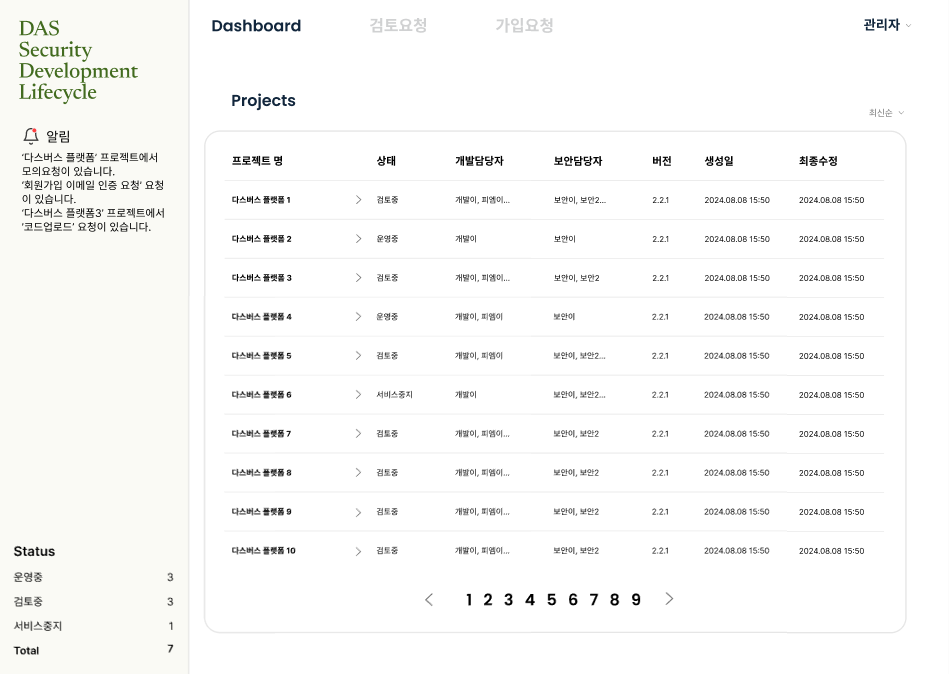 DAS
Security
Development
Lifecycle
알림
'다스버스 플랫폼' 프로젝트에서
모의요청이 있습니다.
'회원가입 이메일 인증 요청' 요청
이 있습니다.
'다스버스 플랫폼3' 프로젝트에서
'코드업로드' 요청이 있습니다.
Status
운영중 3
검토중 3
서비스중지 1
Total 7
Dashboard 검토요청 가입요청 관리자
Projects
최신순
프로젝트 명 상태 개발담당자 보안담당자 버전 생성일 최종수정
다스버스 플랫폼 1 검토중 개발이, 피엠이... 보안이, 보안2... 2.2.1 2024.08.08 15:50 2024.08.08 15:50
다스버스 플랫폼 2 운영중 개발이 보안이 2.2.1 2024.08.08 15:50 2024.08.08 15:50
다스버스 플랫폼 3 검토중 개발이, 피엠이... 보안이, 보안2 2.2.1 2024.08.08 15:50 2024.08.08 15:50
다스버스 플랫폼 4 운영중 개발이, 피엠이 보안이 2.2.1 2024.08.08 15:50 2024.08.08 15:50
다스버스 플랫폼 5 검토중 개발이, 피엠이 보안이, 보안2... 2.2.1 2024.08.08 15:50 2024.08.08 15:50
다스버스 플랫폼 6 서비스중지 개발이 보안이, 보안2... 2.2.1 2024.08.08 15:50 2024.08.08 15:50
다스버스 플랫폼 7 검토중 개발이, 피엠이... 보안이, 보안2 2.2.1 2024.08.08 15:50 2024.08.08 15:50
다스버스 플랫폼 8 검토중 개발이, 피엠이... 보안이, 보안2 2.2.1 2024.08.08 15:50 2024.08.08 15:50
다스버스 플랫폼 9 검토중 개발이, 피엠이... 보안이, 보안2 2.2.1 2024.08.08 15:50 2024.08.08 15:50
다스버스 플랫폼 10 검토중 개발이, 피엠이... 보안이, 보안2 2.2.1 2024.08.08 15:50 2024.08.08 15:50
1 2 3 4 5 6 7 8 9